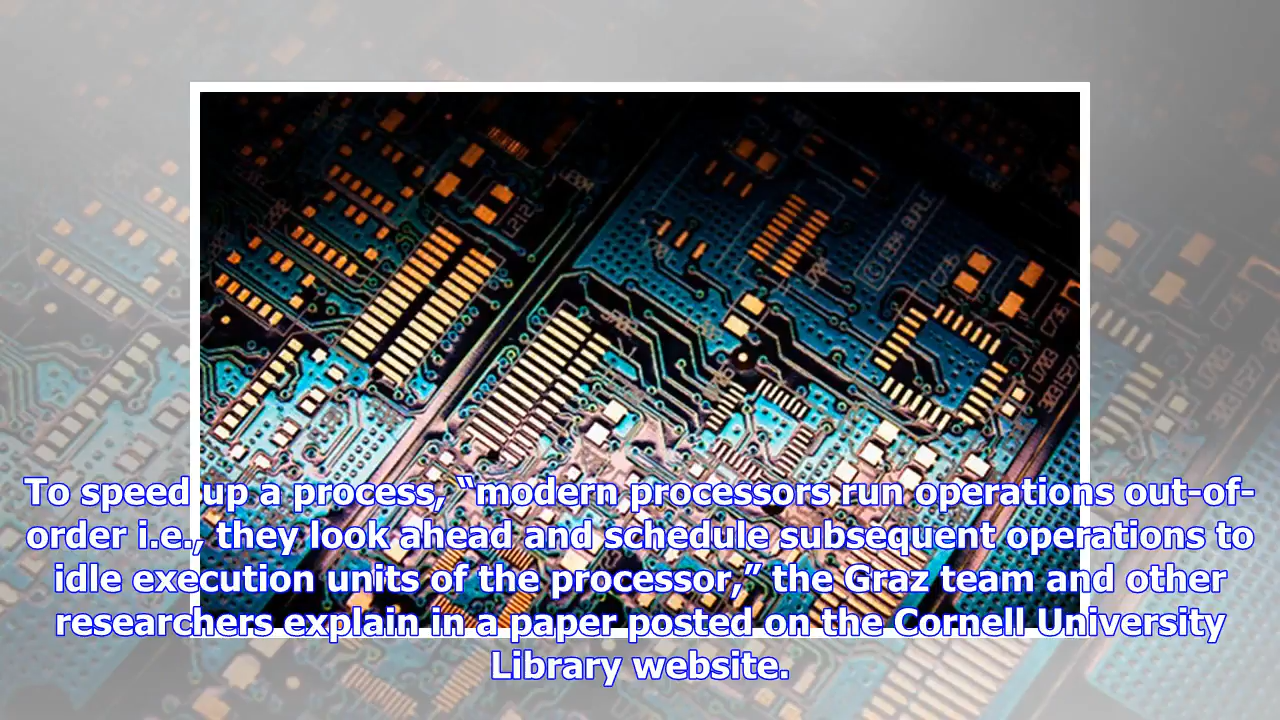 To speed up a process, “modern processors run operations out-of-
order i.e., they look ahead and schedule subsequent operations to
idle execution units of the processor,” the Graz team and other
researchers explain in a paper posted on the Cornell University
Library website.